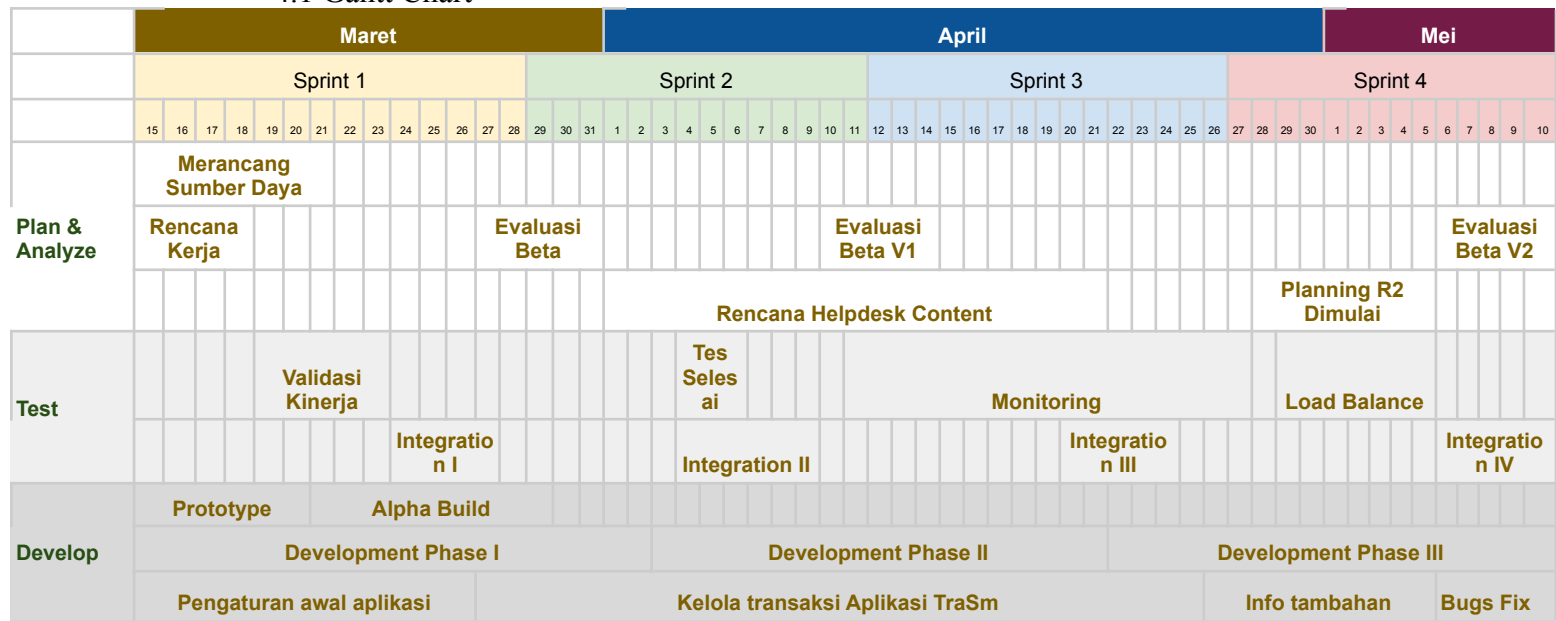 4.1 Gantt Chart
Maret April Mei
Sprint 1 Sprint 2 Sprint 3 Sprint 4
15 16 17 18 19 20 21 22 23 24 25 26 27 28 29 30 31 1 2 3 4 5 6 7 8 9 10 11 12 13 14 15 16 17 18 19 20 21 22 23 24 25 26 27 28 29 30 1 2 3 4 5 6 7 8 9 10
Plan &
Analyze
Merancang
Sumber Daya
Rencana
Kerja
Evaluasi
Beta
Evaluasi
Beta V1
Evaluasi
Beta V2
Rencana Helpdesk Content
Planning R2
Dimulai
Test
Validasi
Kinerja
Tes
Seles
ai
Monitoring
Load Balance
Integratio
n I
Integration II
Integratio
n III
Integratio
n IV
Develop
Prototype Alpha Build
Development Phase I Development Phase II Development Phase III
Pengaturan awal aplikasi Kelola transaksi Aplikasi TraSm Info tambahan Bugs Fix